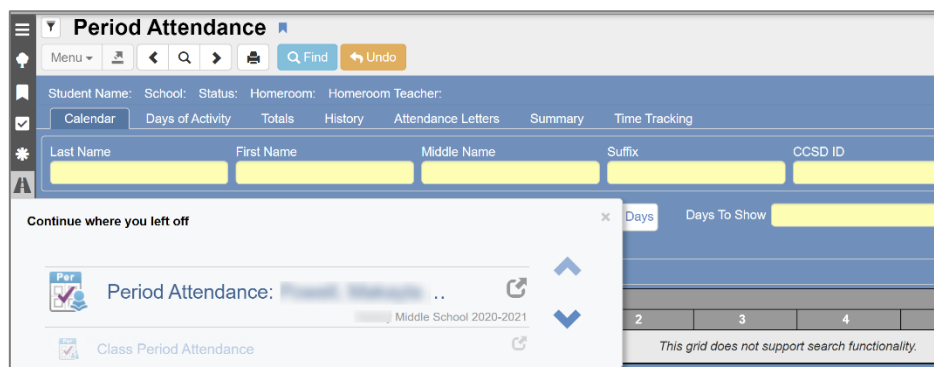 Period Attendance
Menu
Find
Undo
Student Name: School: Status: Homeroom: Homeroom Teacher:
Calendar Days of Activity Totals History Attendance Letters Summary Time Tracking
Last Name First Name Middle Name Suffix CCSD ID
Continue where you left off
Days Days To Show
Per
Period Attendance: ..
Middle School 2020-2021
Class Period Attendance
2 3 4
This grid does not support search functionality.